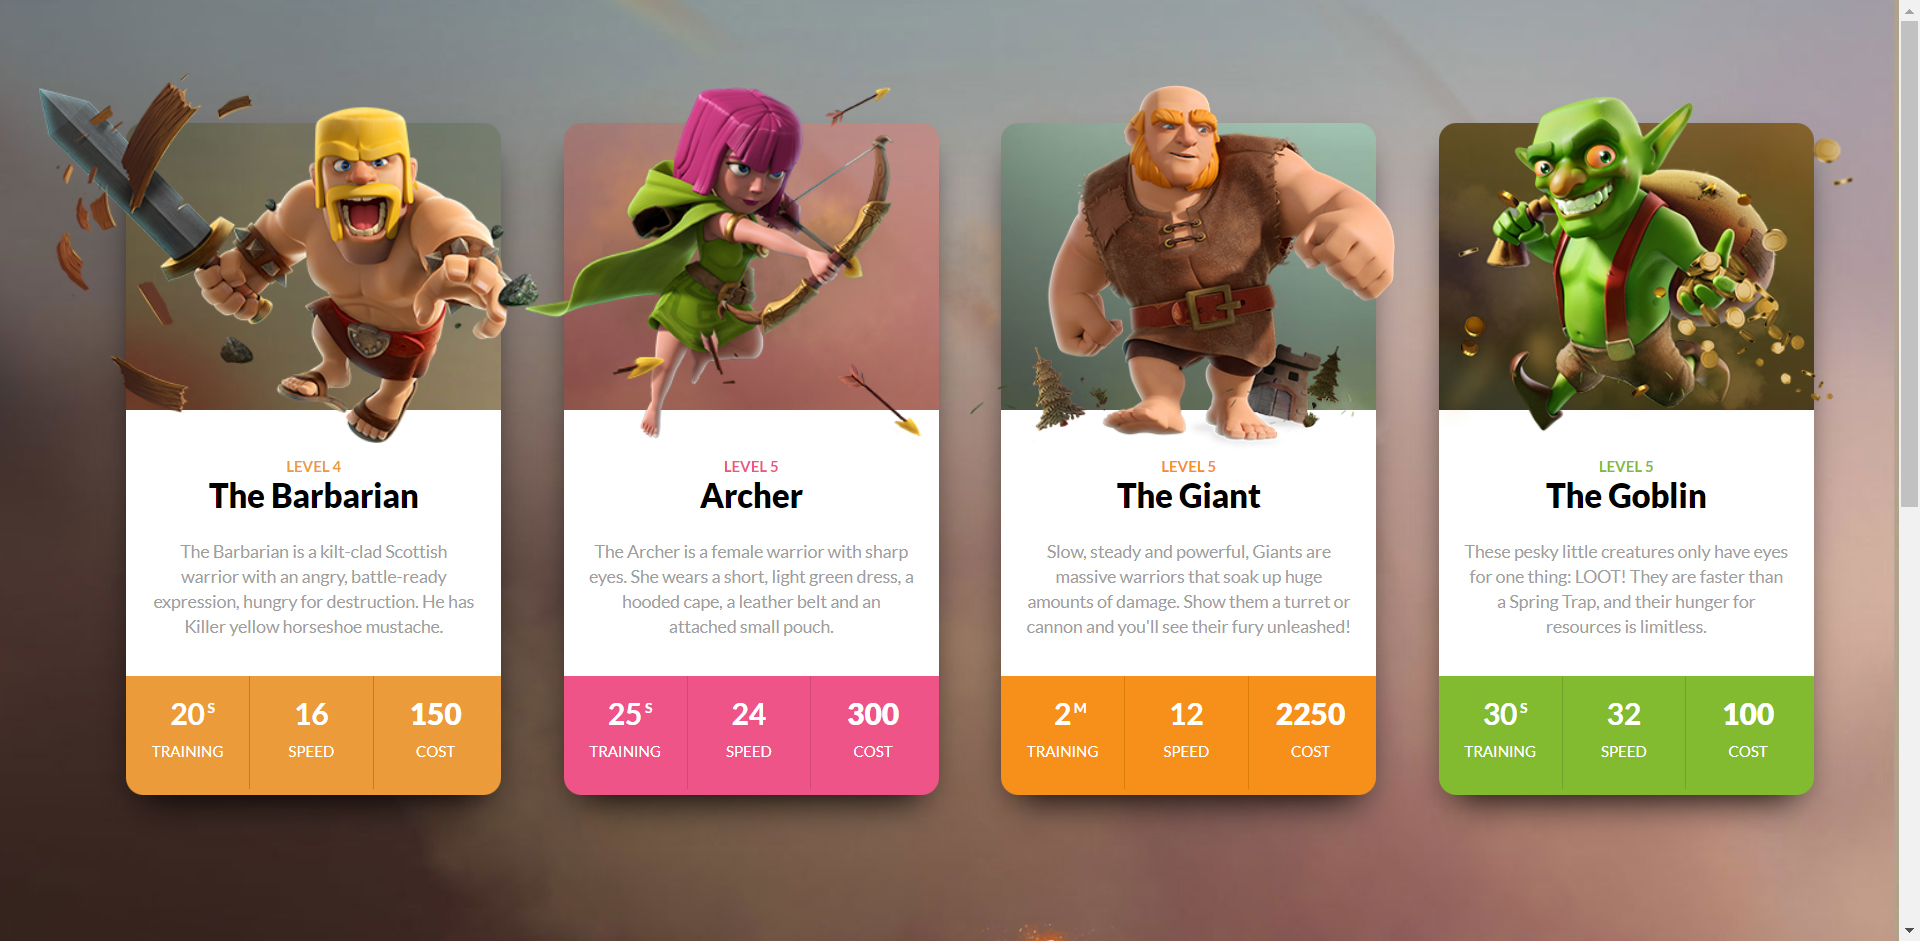 LEVEL 4
The Barbarian
The Barbarian is a kilt-clad Scottish
warrior with an angry, battle-ready
expression, hungry for destruction. He has
Killer yellow horseshoe mustache.
20S
TRAINING
16
SPEED
150
COST
LEVEL 5
Archer
The Archer is a female warrior with sharp
eyes. She wears a short, light green dress, a
hooded cape, a leather belt and an
attached small pouch.
25S
TRAINING
24
SPEED
300
COST
LEVEL 5
The Giant
Slow, steady and powerful, Giants are
massive warriors that soak up huge
amounts of damage. Show them a turret or
cannon and you'll see their fury unleashed!
2M
TRAINING
12
SPEED
2250
COST
LEVEL 5
The Goblin
These pesky little creatures only have eyes
for one thing: LOOT! They are faster than
a Spring Trap, and their hunger for
resources is limitless.
30S
TRAINING
32
SPEED
100
COST